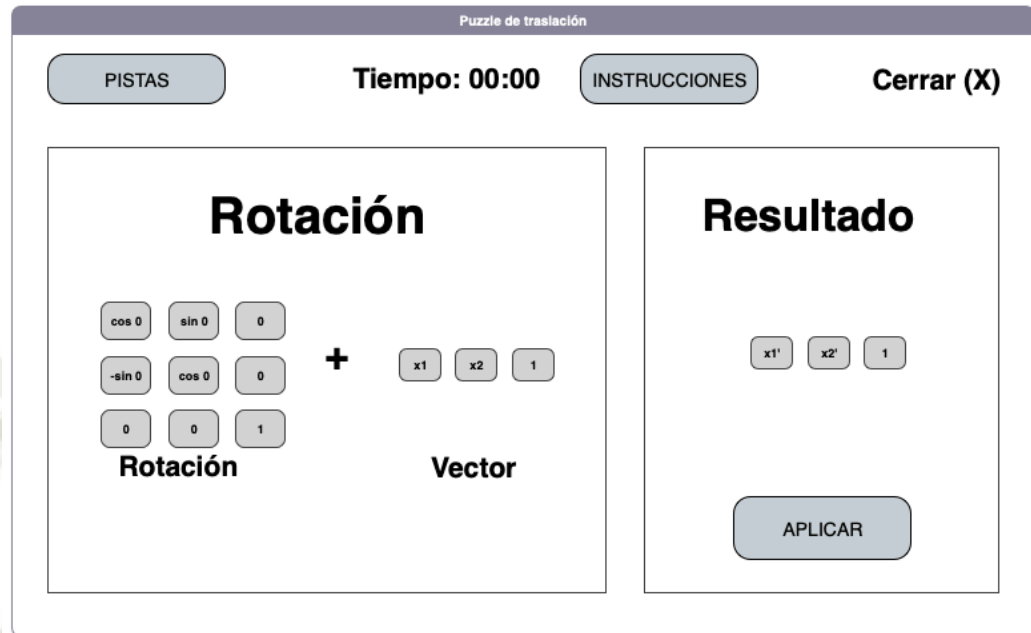 Puzzle de traslación
PISTAS
Tiempo: 00:00
INSTRUCCIONES
Cerrar (X)
Rotación
cos 0 sin 0 0
-sin 0 cos 0 0
0 0 1
Rotación
+
x1 x2 1
Vector
Resultado
x1' x2' 1
APLICAR